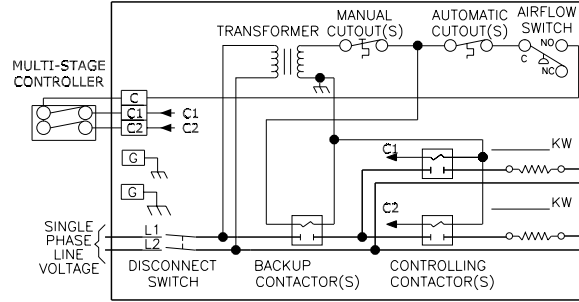 TRANSFORMER
MANUAL
CUTOUT(S)
AUTOMATIC
CUTOUT(S)
AIRFLOW
SWITCH
NO
C
NC
MULTI-STAGE
CONTROLLER
C
C1
C1
C2
C2
G
G
C1
KW
C2
KW
SINGLE
PHASE
LINE
VOLTAGE
L1
L2
DISCONNECT
SWITCH
BACKUP
CONTACTOR(S)
CONTROLLING
CONTACTOR(S)